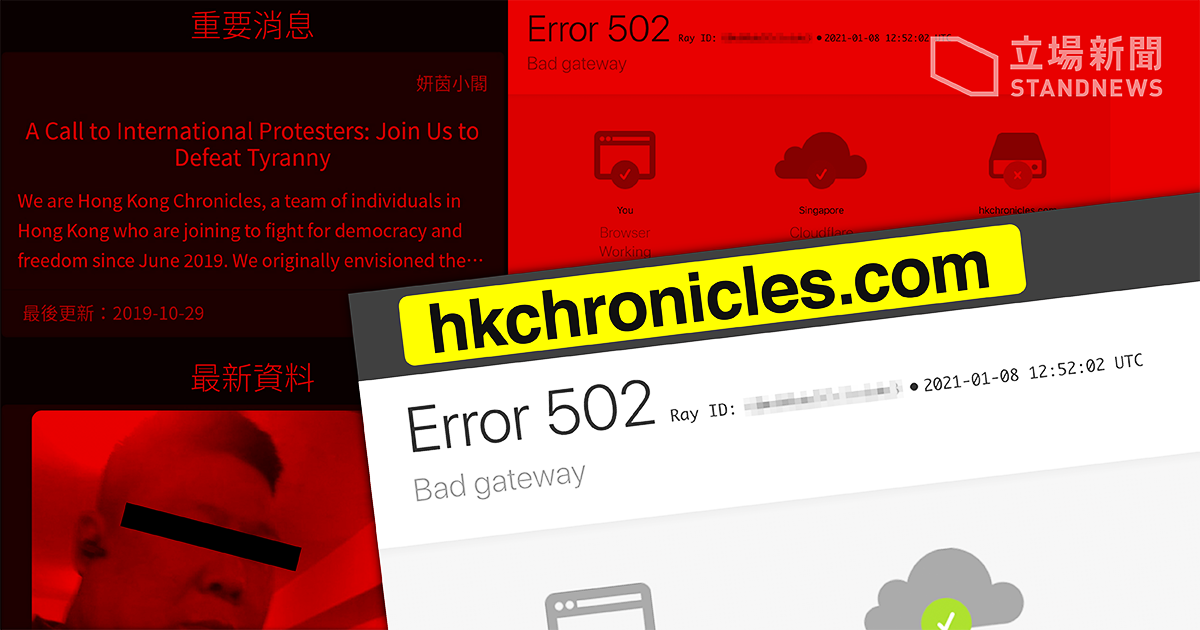 重要消息
妍茵小閣
A Call to International Protesters: Join Us to
Defeat Tyranny
We are Hong Kong Chronicles, a team of individuals in
Hong Kong who are joining to fight for democracy and
freedom since June 2019. We originally envisioned the…
最後更新：2019-10-29
最新資料
Error 502 Ray ID: • 2021-01-08 12:52:02 UTC
Bad gateway
立場新聞
STANDNEWS
You
Browser
Working
Singapore
Cloudflare
hkchronicles.com
hkchronicles.com
Error 502 Ray ID: • 2021-01-08 12:52:02 UTC
Bad gateway